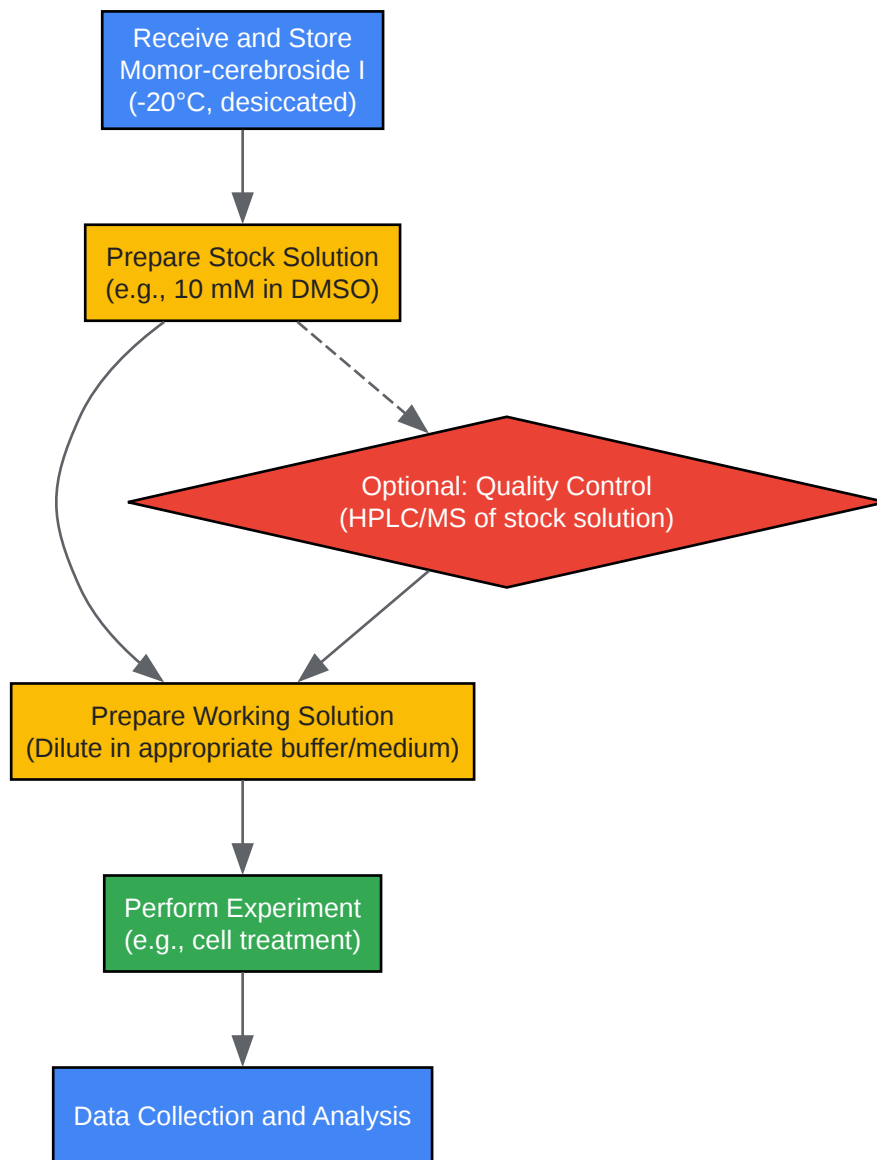 Receive and Store
Momor-cerebroside I
(-20°C, desiccated)
Prepare Stock Solution
(e.g., 10 mM in DMSO)
Optional: Quality Control
(HPLC/MS of stock solution)
Prepare Working Solution
(Dilute in appropriate buffer/medium)
Perform Experiment
(e.g., cell treatment)
Data Collection and Analysis